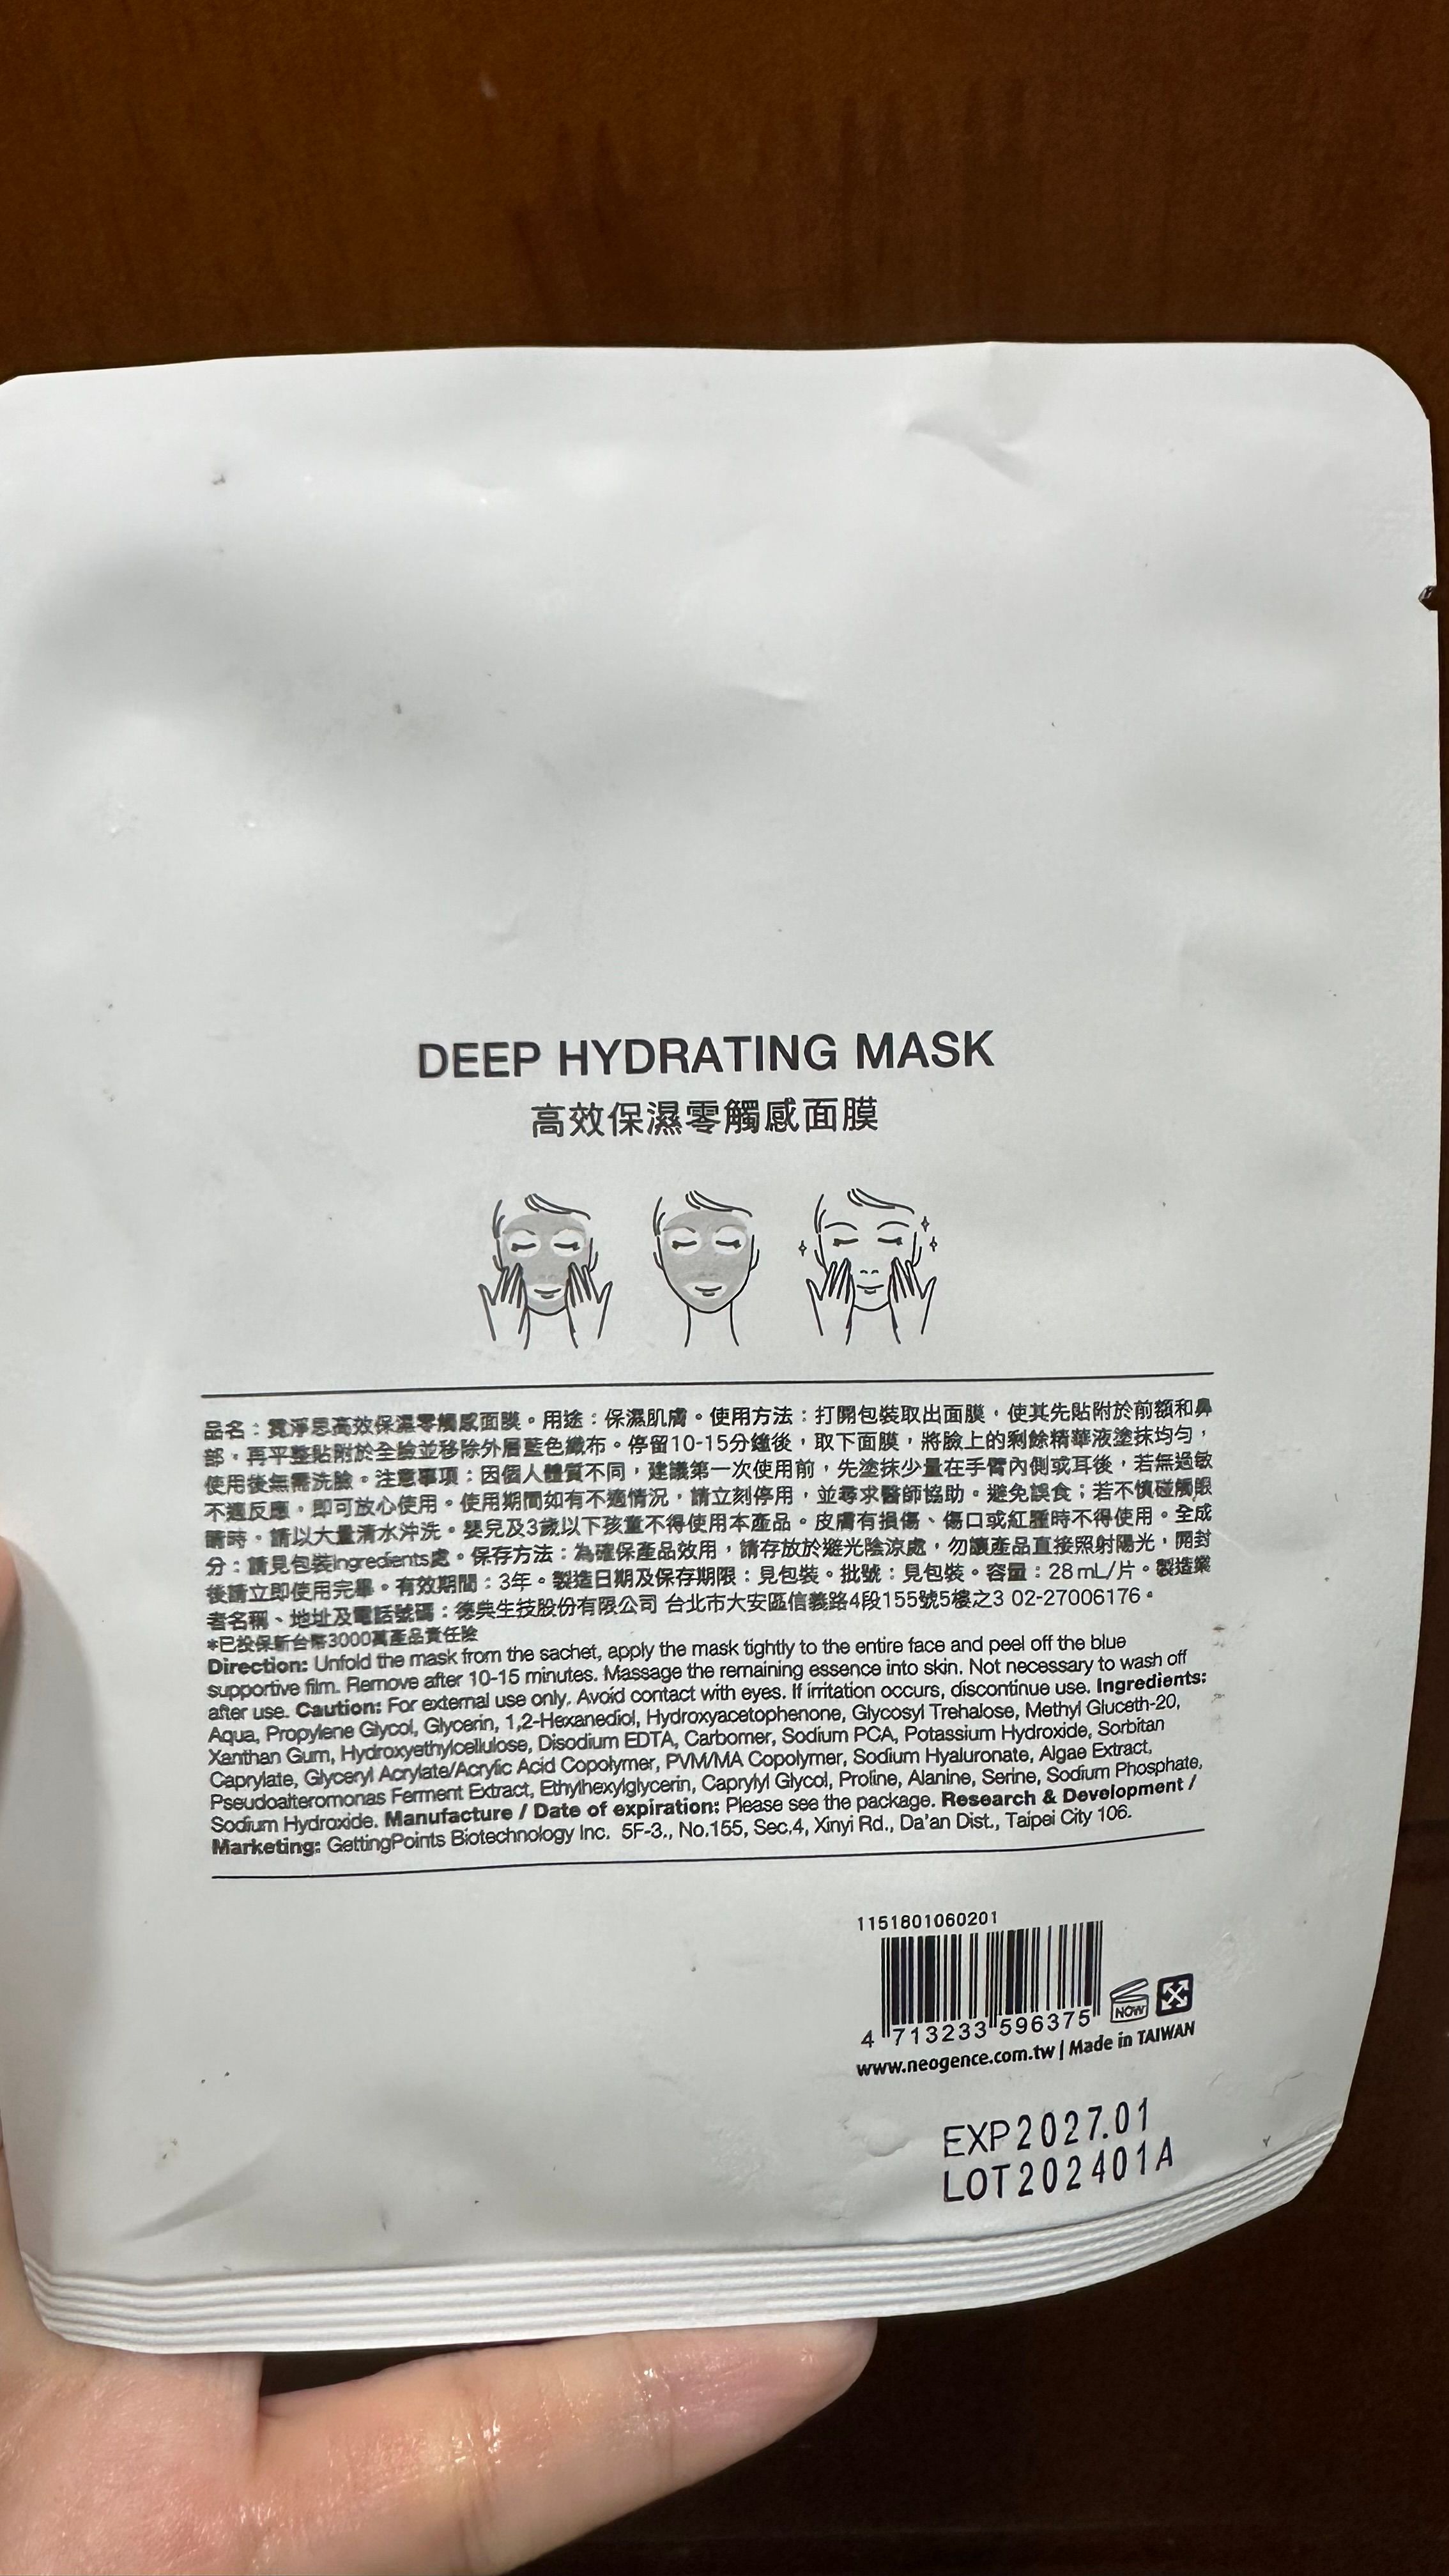 DEEP HYDRATING MASK
高效保濕零觸感面膜
品名：霓淨思高效保濕零觸感面膜。用途：保濕肌膚。使用方法：打開包裝取出面膜，使其先貼附於前額和鼻
部，再平整貼附於全臉並移除外層藍色織布。停留10-15分鐘後，取下面膜，將臉上的剩餘精華液塗抹均勻，
使用後無需洗臉。注意事項：因個人體質不同，建議第一次使用前，先塗抹少量在手臂內側或耳後，若無過敏
不適反應，即可放心使用。使用期間如有不適情況，請立刻停用，並尋求醫師協助。避免誤食；若不慎碰觸眼
睛時，請以大量清水沖洗。嬰兒及3歲以下孩童不得使用本產品。皮膚有損傷、傷口或紅腫時不得使用。全成
分：請見包裝Ingredients處。保存方法：為確保產品效用，請存放於避光陰涼處，勿讓產品直接照射陽光，開封
後請立即使用完畢。有效期間：3年。製造日期及保存期限：見包裝。批號：見包裝。容量：28 mL/片。製造業
者名稱、地址及電話號碼：德典生技股份有限公司 台北市大安區信義路4段155號5樓之3 02-27006176。
*已投保新台幣3000萬產品責任險
Direction: Unfold the mask from the sachet, apply the mask tightly to the entire face and peel off the blue
supportive film. Remove after 10-15 minutes. Massage the remaining essence into skin. Not necessary to wash off
after use. Caution: For external use only. Avoid contact with eyes. If irritation occurs, discontinue use. Ingredients:
Aqua, Propylene Glycol, Glycerin, 1,2-Hexanediol, Hydroxyacetophenone, Glycosyl Trehalose, Methyl Gluceth-20,
Xanthan Gum, Hydroxyethylcellulose, Disodium EDTA, Carbomer, Sodium PCA, Potassium Hydroxide, Sorbitan
Caprylate, Glyceryl Acrylate/Acrylic Acid Copolymer, PVM/MA Copolymer, Sodium Hyaluronate, Algae Extract,
Pseudoalteromonas Ferment Extract, Ethylhexylglycerin, Caprylyl Glycol, Proline, Alanine, Serine, Sodium Phosphate,
Sodium Hydroxide. Manufacture / Date of expiration: Please see the package. Research & Development /
Marketing: GettingPoints Biotechnology Inc. 5F-3., No.155, Sec.4, Xinyi Rd., Da'an Dist., Taipei City 106.
1151801060201
4 713233 596375
NOW
www.neogence.com.tw | Made in TAIWAN
EXP2027.01
LOT202401A